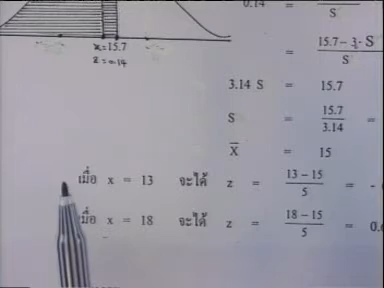 0.14 = S
= 15.7 – 3 · S / S
x = 15.7
z = 0.14
3.14 S = 15.7
S = 15.7 / 3.14 =
X̄ = 15
เมื่อ x = 13 จะได้ z = 13 – 15 / 5 = -
เมื่อ x = 18 จะได้ z = 18 – 15 / 5 = 0.